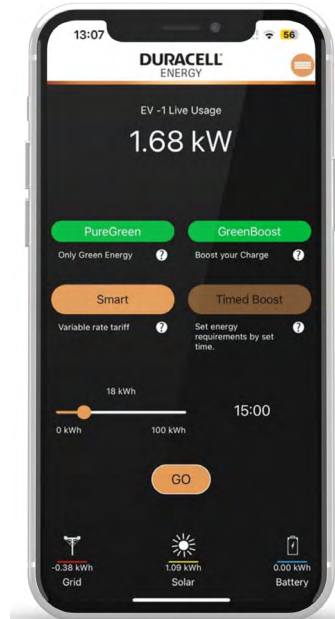 13:07
56
DURACELL
ENERGY
EV -1 Live Usage
1.68 kW
PureGreen
GreenBoost
Only Green Energy ?
Boost your Charge ?
Smart
Timed Boost
Variable rate tariff ?
Set energy
requirements by set
time.
?
18 kWh
15:00
0 kWh
100 kWh
GO
-0.38 kWh
1.09 kWh
0.00 kWh
Grid
Solar
Battery